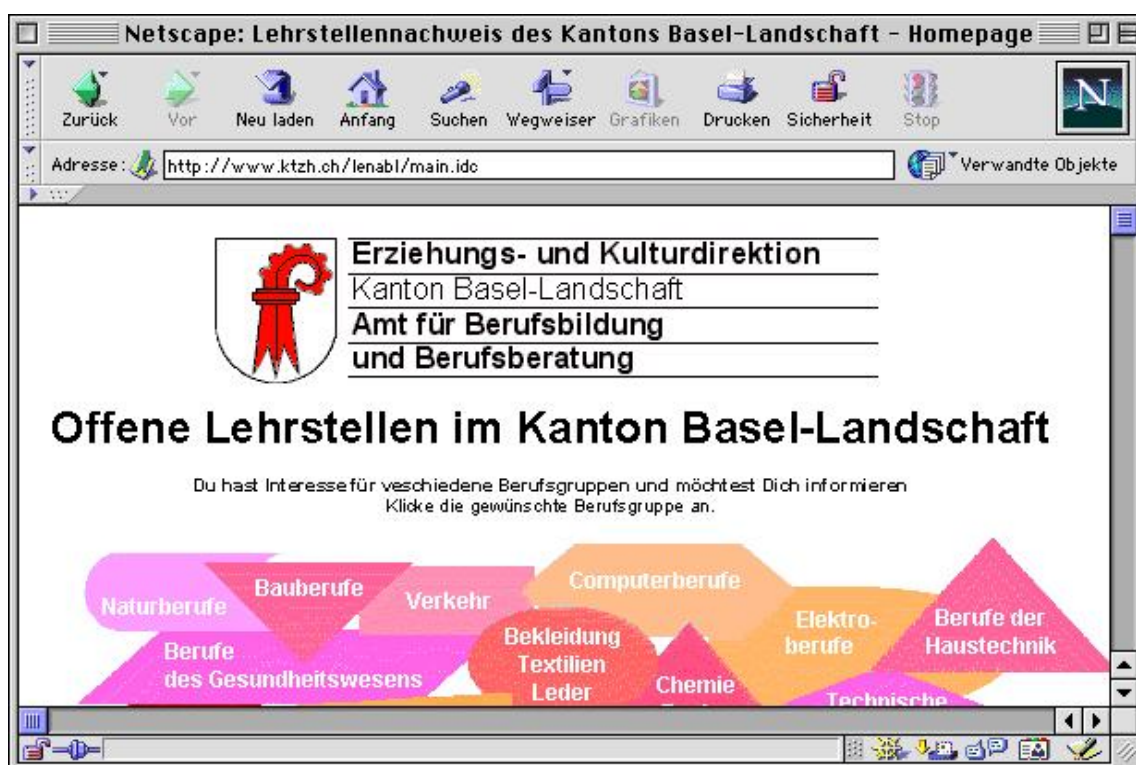 Netscape: Lehrstellennachweis des Kantons Basel-Landschaft – Homepage
Zurück Vor Neu laden Anfang Suchen Wegweiser Grafiken Drucken Sicherheit Stop
N
Adresse: http://www.ktzh.ch/lenabl/main.idc Verwandte Objekte
Erziehungs- und Kulturdirektion
Kanton Basel-Landschaft
Amt für Berufsbildung
und Berufsberatung
Offene Lehrstellen im Kanton Basel-Landschaft
Du hast Interesse für veschiedene Berufsgruppen und möchtest Dich informieren
Klicke die gewünschte Berufsgruppe an.
Naturberufe
Bauberufe
Verkehr
Computerberufe
Elektro-
berufe
Berufe der
Haustechnik
Berufe
des Gesundheitswesens
Bekleidung
Textilien
Leder
Chemie
Technische